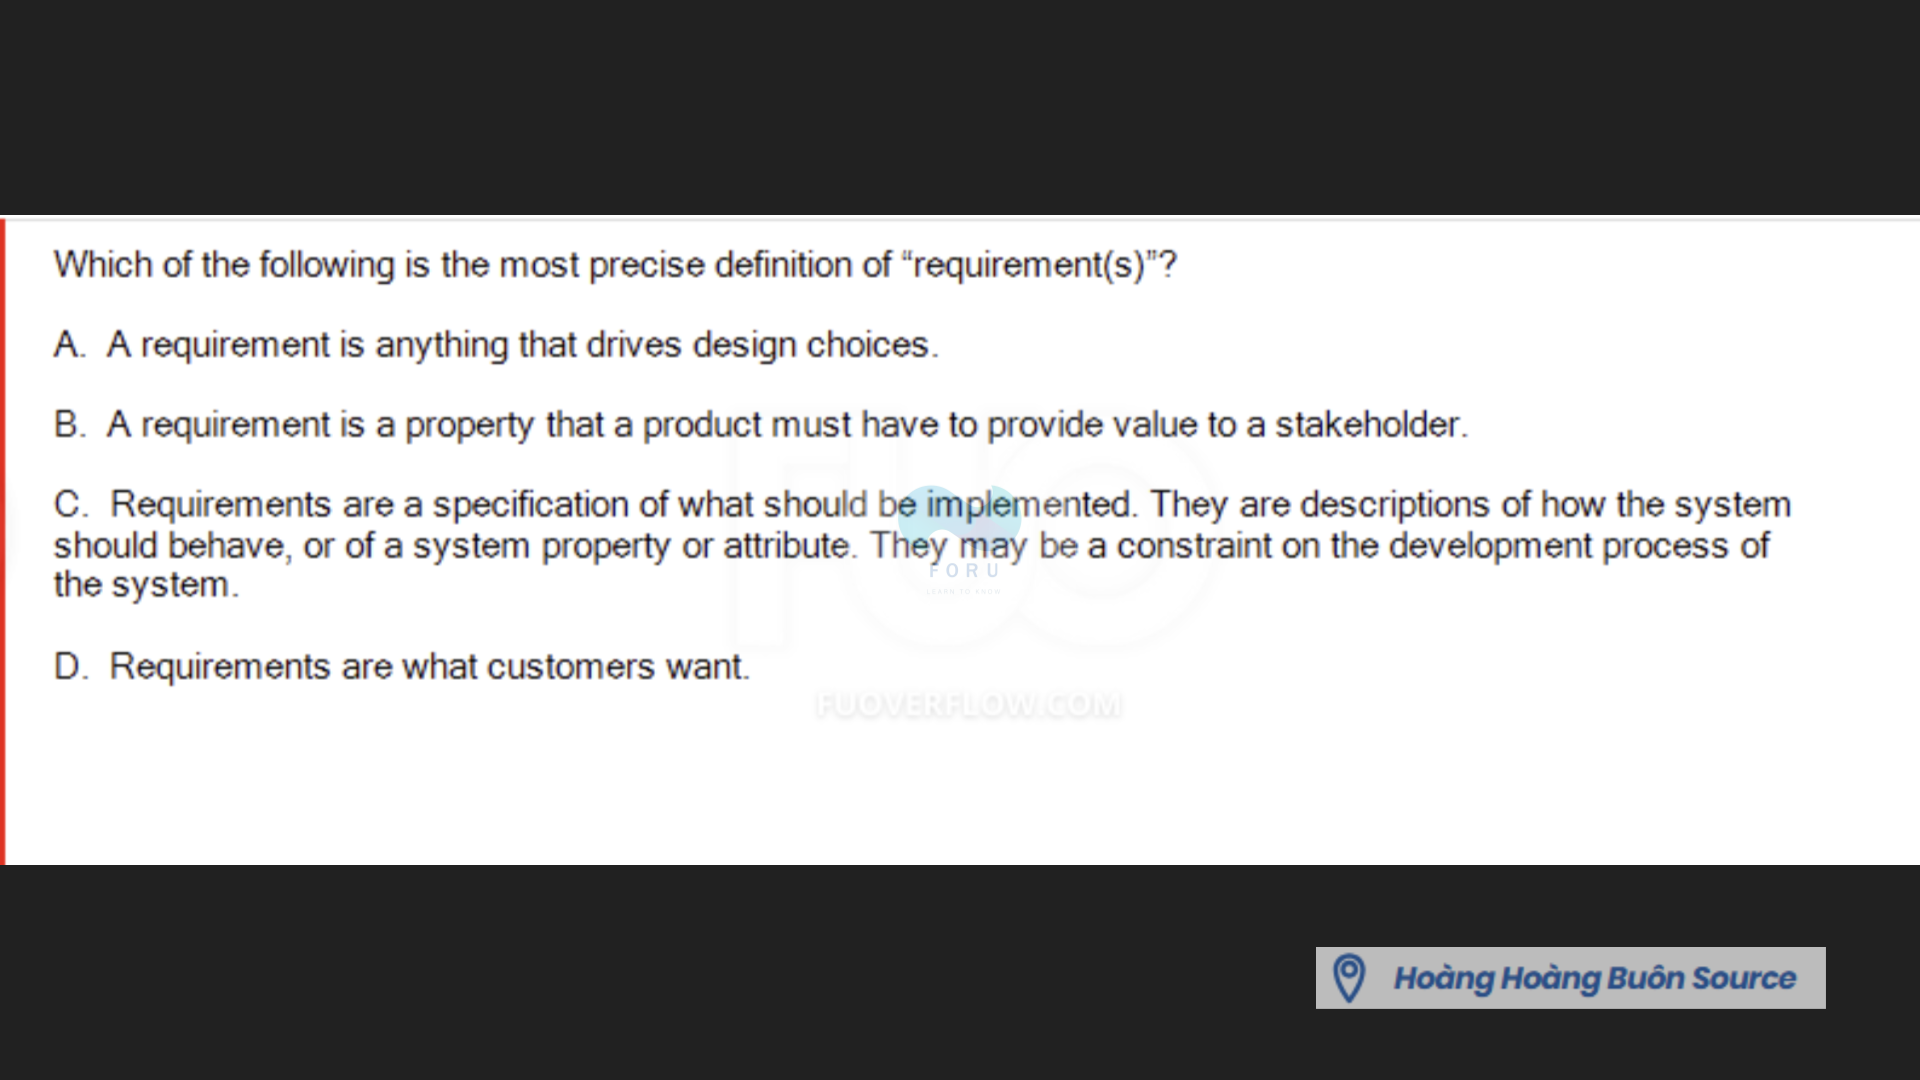 Which of the following is the most precise definition of “requirement(s)”?
A. A requirement is anything that drives design choices.
B. A requirement is a property that a product must have to provide value to a stakeholder.
C. Requirements are a specification of what should be implemented. They are descriptions of how the system
should behave, or of a system property or attribute. They may be a constraint on the development process of
the system.
FORU
LEARN TO KNOW
D. Requirements are what customers want.
FUOVERFLOW.COM
Hoàng Hoàng Buôn Source